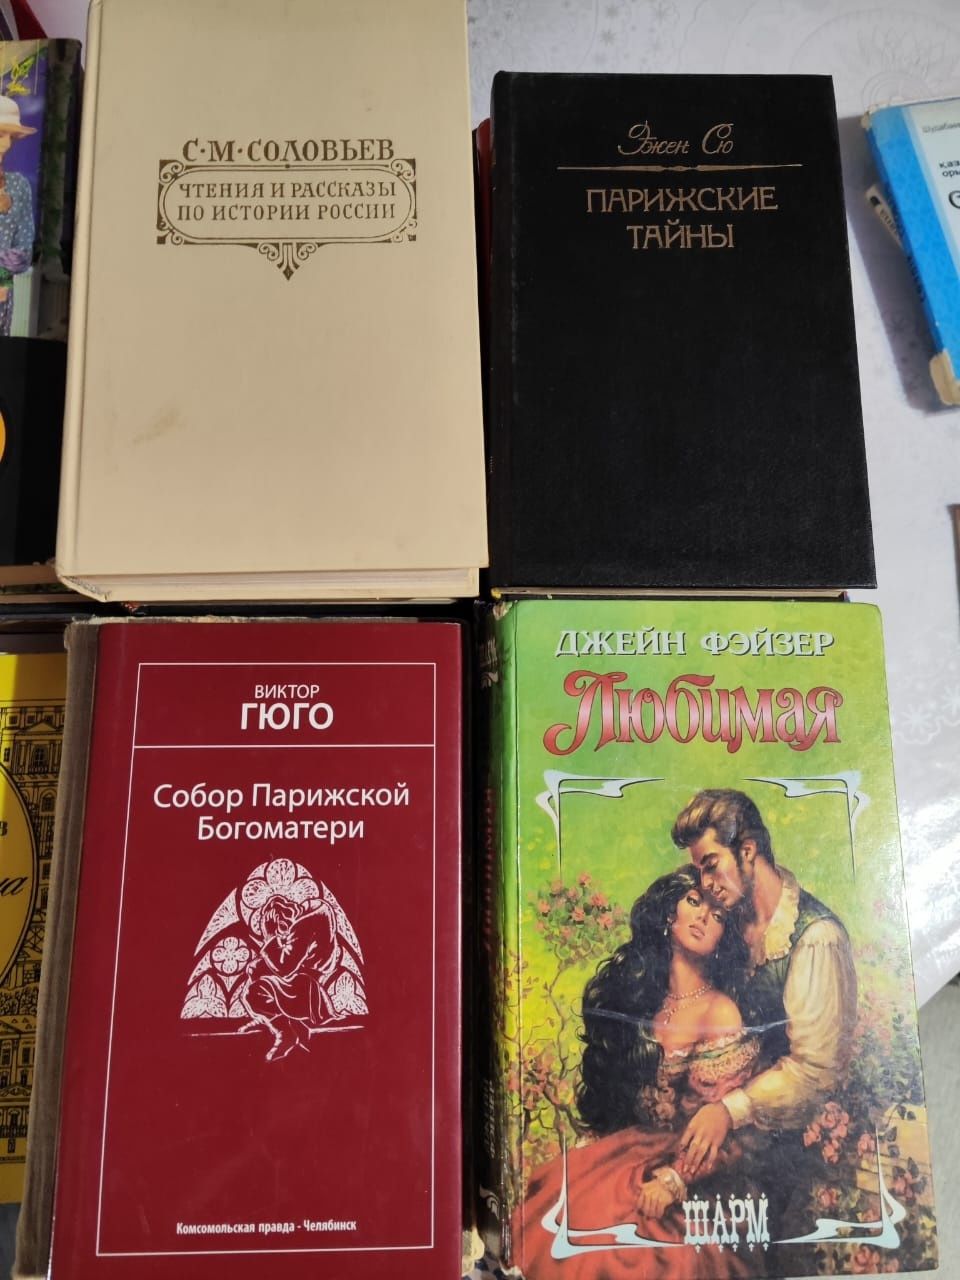 С·М·СОЛОВЬЕВ
ЧТЕНИЯ И РАССКАЗЫ
ПО ИСТОРИИ РОССИИ
Эжен Сю
ПАРИЖСКИЕ
ТАЙНЫ
ВИКТОР
ГЮГО
Собор Парижской
Богоматери
Комсомольская правда - Челябинск
ДЖЕЙН ФЭЙЗЕР
Любимая
ШАРМ